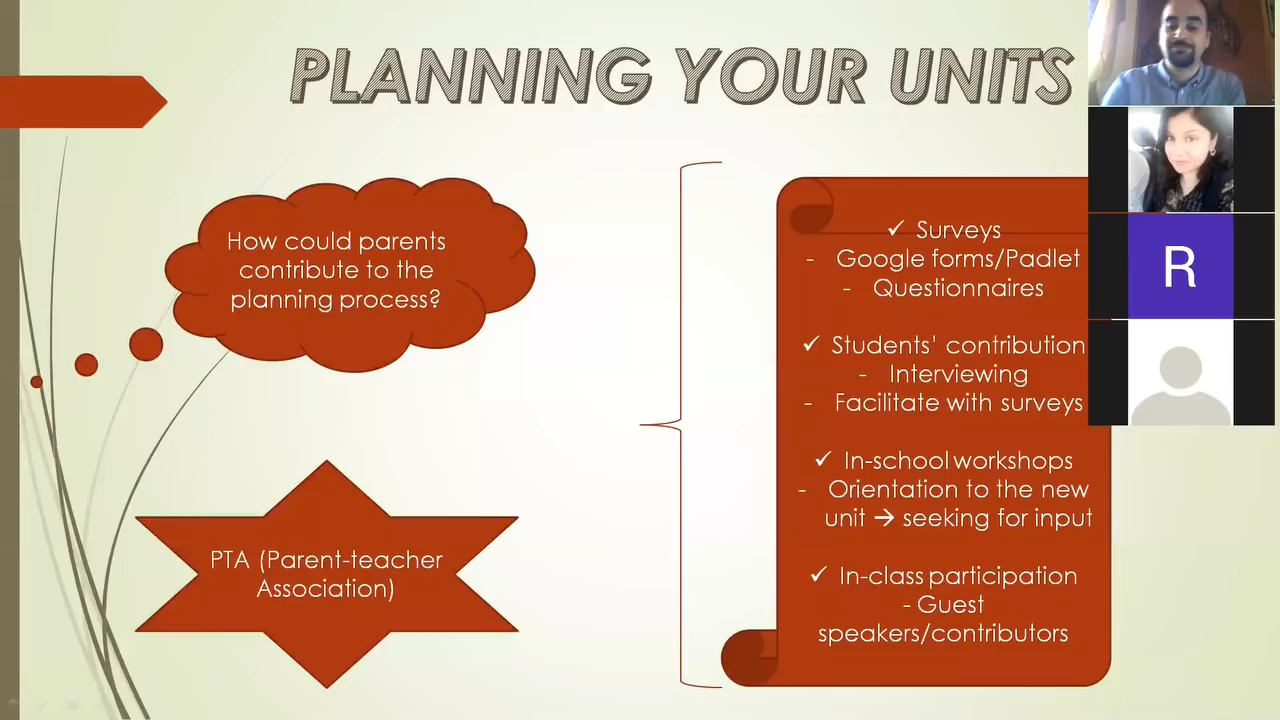 PLANNING YOUR UNITS
How could parents
contribute to the
planning process?
PTA (Parent-teacher
Association)
✓ Surveys
- Google forms/Padlet
- Questionnaires
✓ Students' contribution
- Interviewing
- Facilitate with surveys
✓ In-school workshops
- Orientation to the new
unit → seeking for input
✓ In-class participation
- Guest
speakers/contributors
R